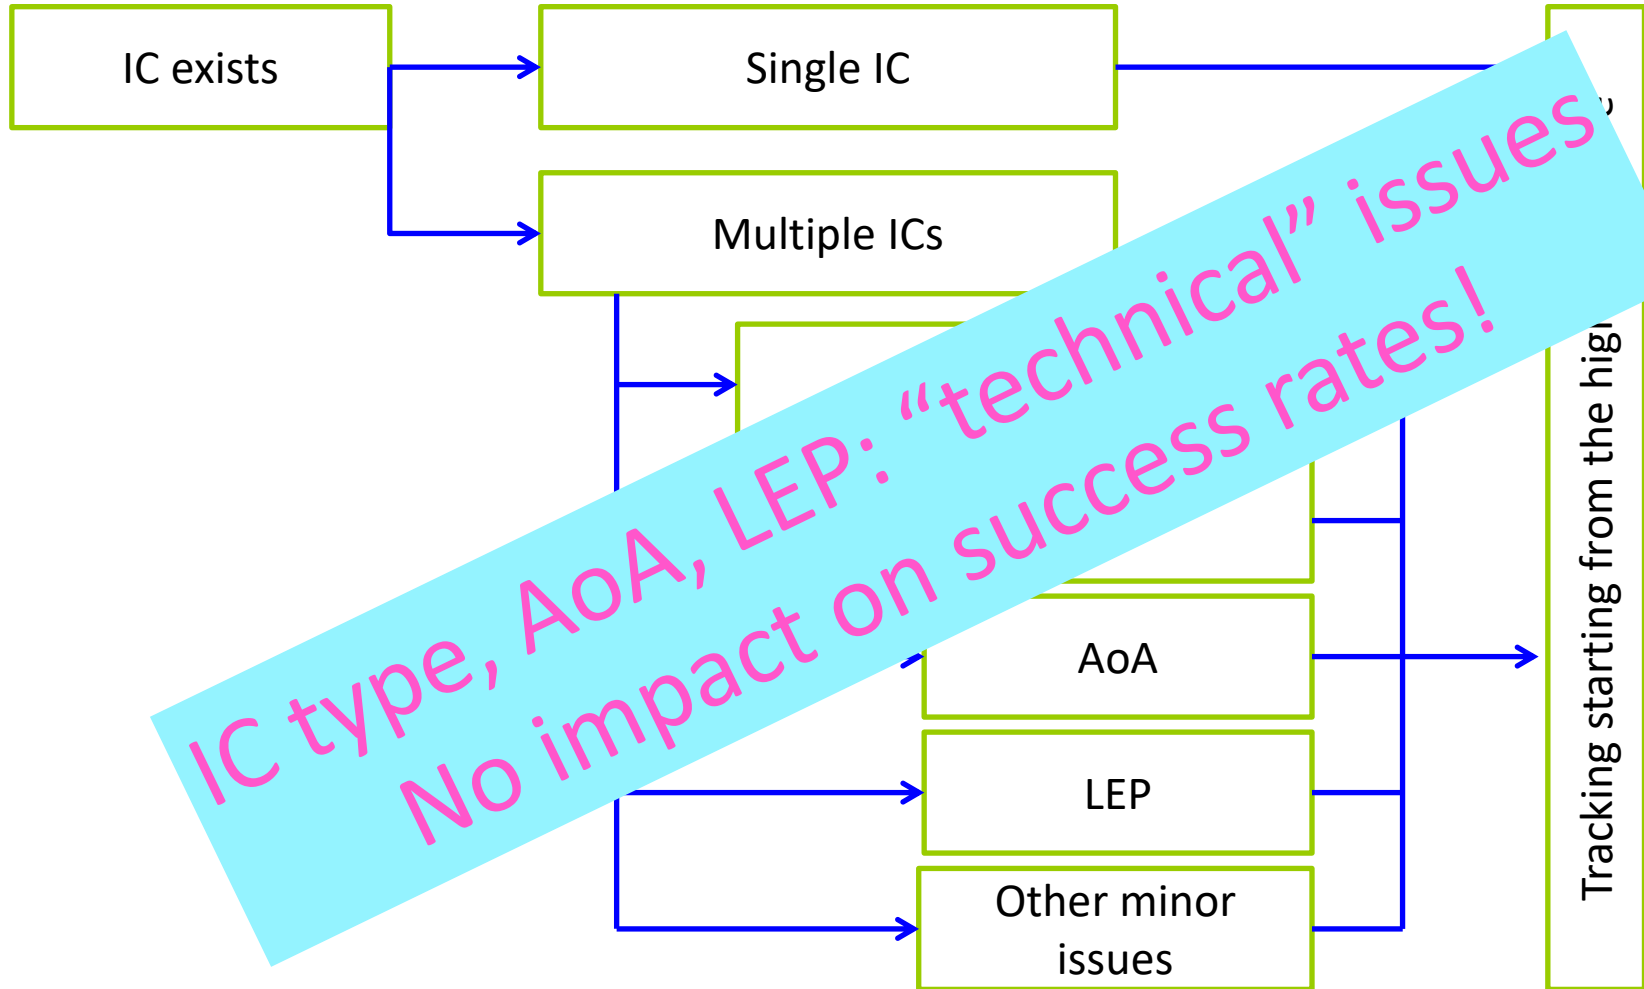 IC exists
Single IC
Multiple ICs
IC type, AoA, LEP: “technical” issues
No impact on success rates!
AoA
LEP
Other minor
issues
Tracking starting from the